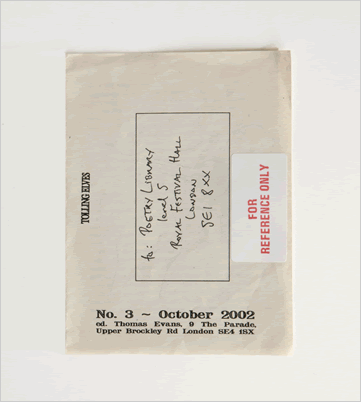 TOLLING ELVES
to: POETRY LIBRARY
level 5
ROYAL FESTIVAL HALL
LONDON
SE1 8XX
FOR
REFERENCE ONLY
No. 3 ~ October 2002
ed. Thomas Evans, 9 The Parade,
Upper Brockley Rd London SE4 1SX